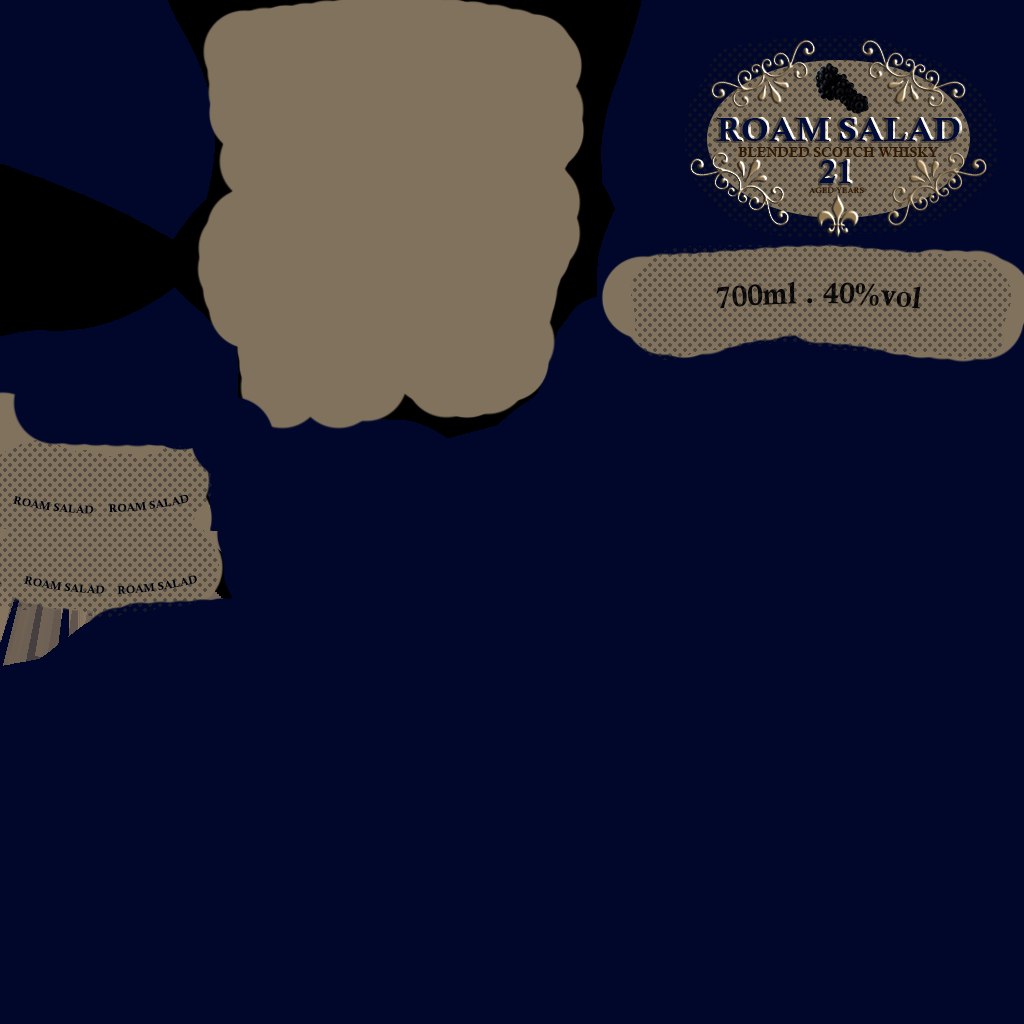 ROAM SALAD
BLENDED SCOTCH WHISKY
21
AGED YEARS
700ml . 40%vol
ROAM SALAD ROAM SALAD
ROAM SALAD ROAM SALAD